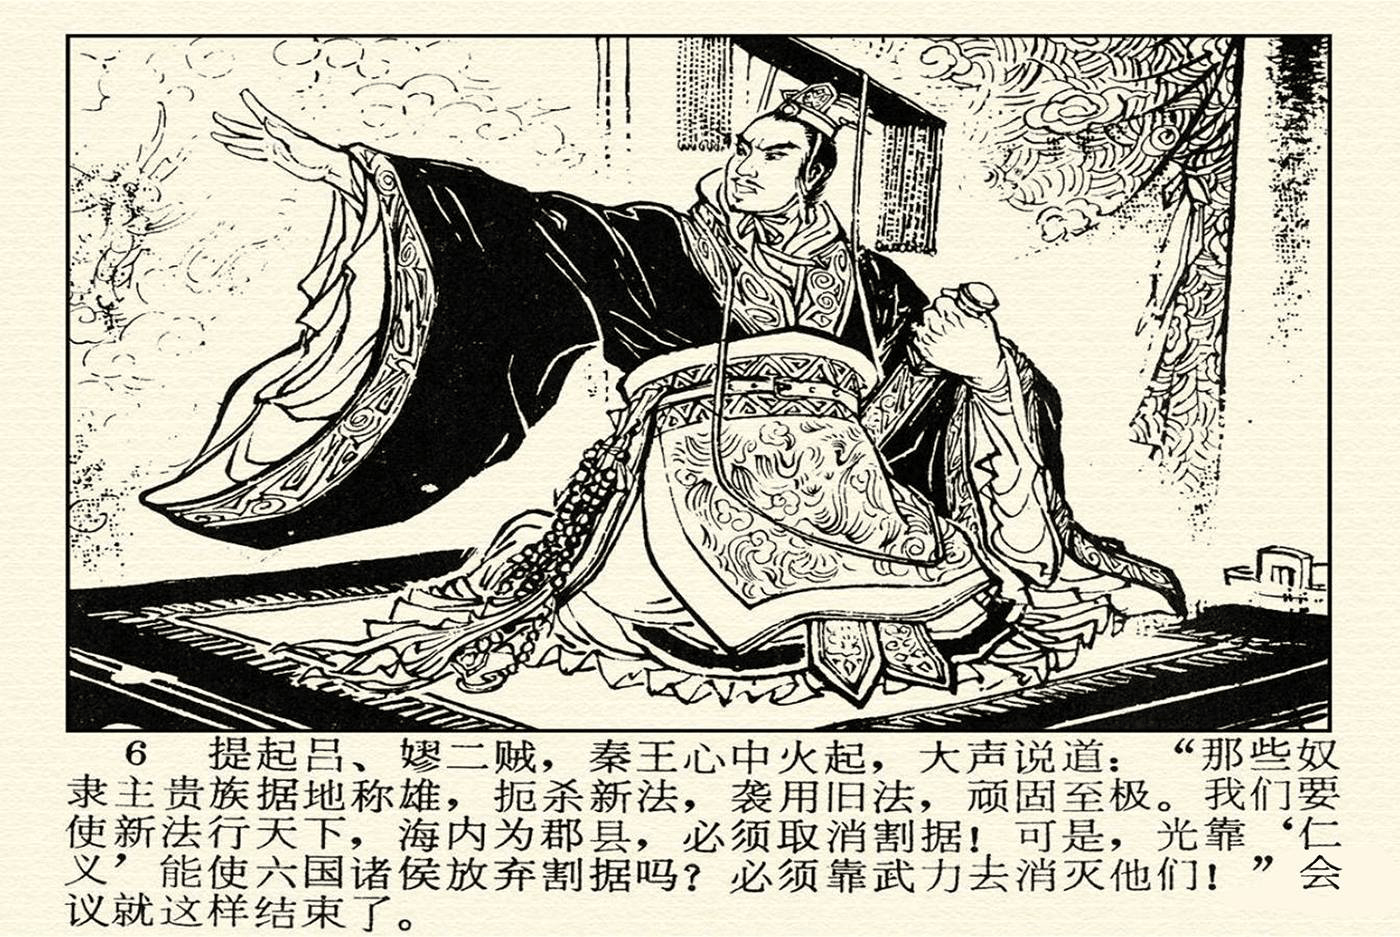 6 提起吕、嫪二贼，秦王心中火起，大声说道：“那些奴
隶主贵族据地称雄，扼杀新法，袭用旧法，顽固至极。我们要
使新法行天下，海内为郡县，必须取消割据！可是，光靠‘仁
义’能使六国诸侯放弃割据吗？必须靠武力去消灭他们！”会
议就这样结束了。